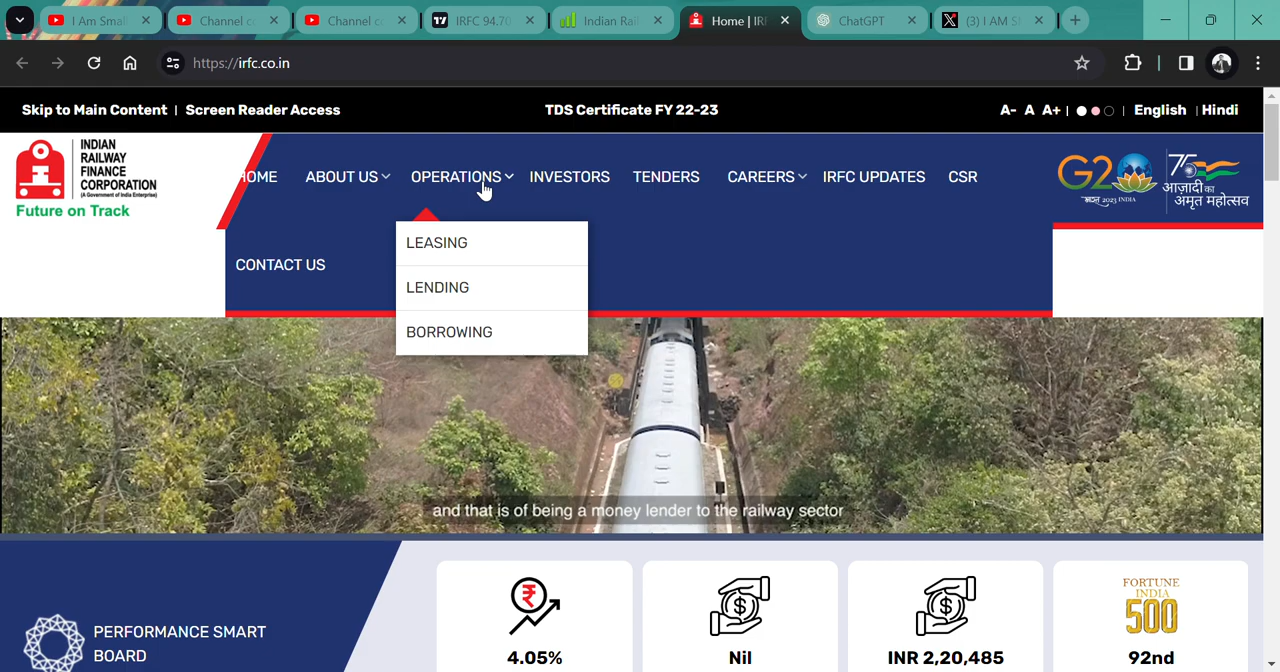 I Am Smal
Channel c
Channel c
IRFC 94.70
Indian Rail
Home | IRF
ChatGPT
(3) I AM S
https://irfc.co.in
Skip to Main Content | Screen Reader Access
TDS Certificate FY 22-23
A- A A+ |
| English | Hindi
INDIAN
RAILWAY
FINANCE
CORPORATION
(A Government of India Enterprise)
Future on Track
HOME
ABOUT US
OPERATIONS
INVESTORS
TENDERS
CAREERS
IRFC UPDATES
CSR
G20
भारत 2023 INDIA
75
आज़ादी का
अमृत महोत्सव
CONTACT US
LEASING
LENDING
BORROWING
and that is of being a money lender to the railway sector
PERFORMANCE SMART
BOARD
₹
4.05%
$
Nil
$
INR 2,20,485
FORTUNE
INDIA
500
92nd